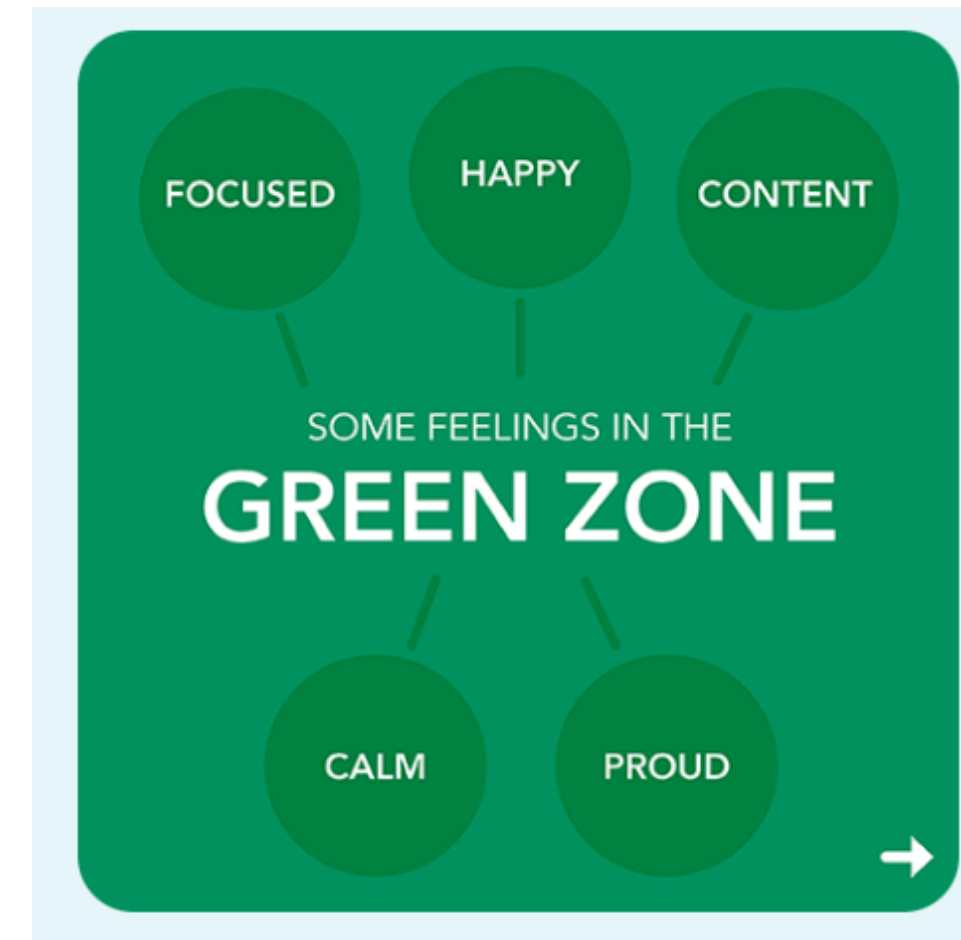 FOCUSED
HAPPY
CONTENT
SOME FEELINGS IN THE
GREEN ZONE
CALM
PROUD